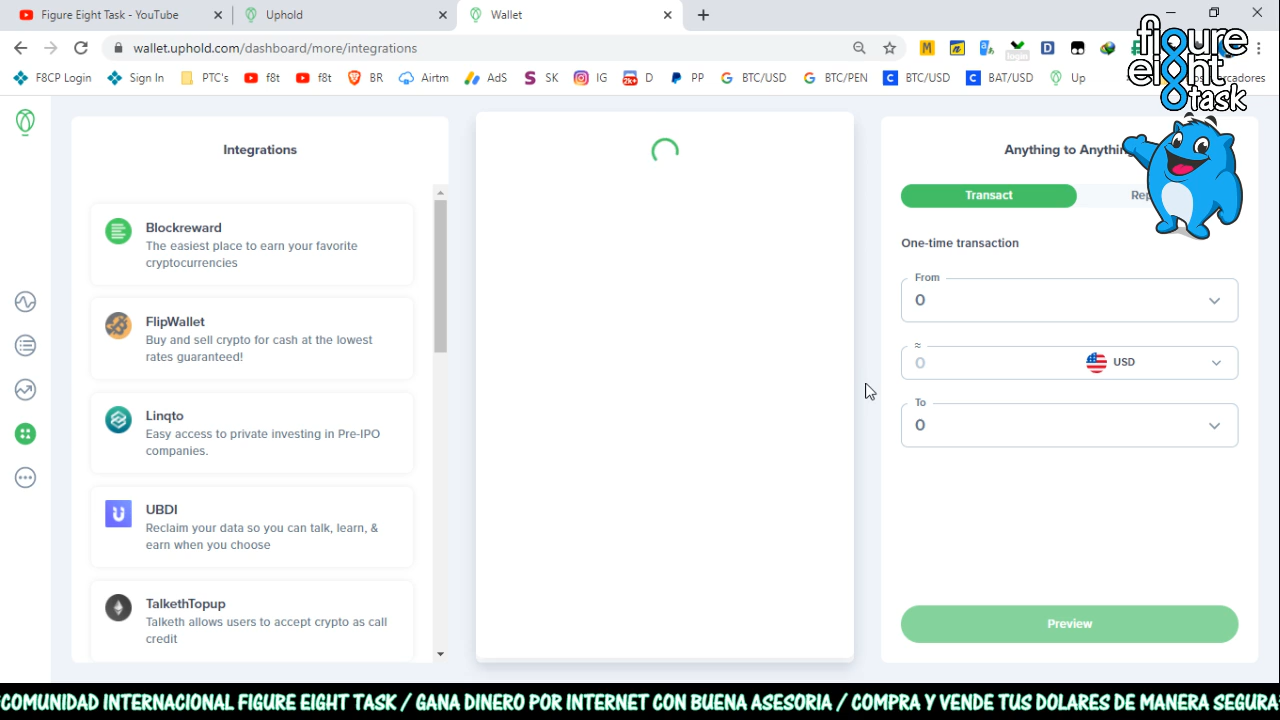 Figure Eight Task - YouTube
Uphold
Wallet
wallet.uphold.com/dashboard/more/integrations
F8CP Login
Sign In
PTC's
f8t
f8t
BR
Airtm
AdS
SK
IG
D
PP
BTC/USD
BTC/PEN
BTC/USD
BAT/USD
Up
figure
eight
task
Integrations
Blockreward
The easiest place to earn your favorite
cryptocurrencies
FlipWallet
Buy and sell crypto for cash at the lowest
rates guaranteed!
Linqto
Easy access to private investing in Pre-IPO
companies.
UBDI
Reclaim your data so you can talk, learn, &
earn when you choose
TalkethTopup
Talketh allows users to accept crypto as call
credit
Anything to Anything
Transact
One-time transaction
From
0
≈
0 USD
To
0
Preview
COMUNIDAD INTERNACIONAL FIGURE EIGHT TASK / GANA DINERO POR INTERNET CON BUENA ASESORIA / COMPRA Y VENDE TUS DOLARES DE MANERA SEGURA